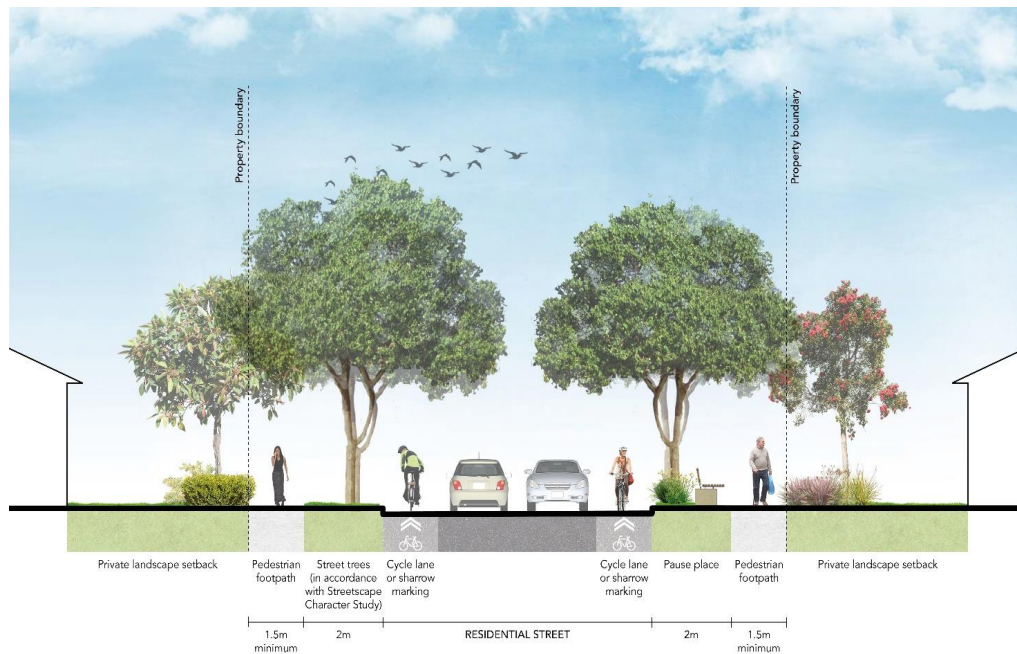 Property boundary
Property boundary
Private landscape setback
Pedestrian
footpath
Street trees
(in accordance
with Streetscape
Character Study)
Cycle lane
or sharrow
marking
Cycle lane
or sharrow
marking
Pause place
Pedestrian
footpath
Private landscape setback
1.5m
minimum
2m
RESIDENTIAL STREET
2m
1.5m
minimum